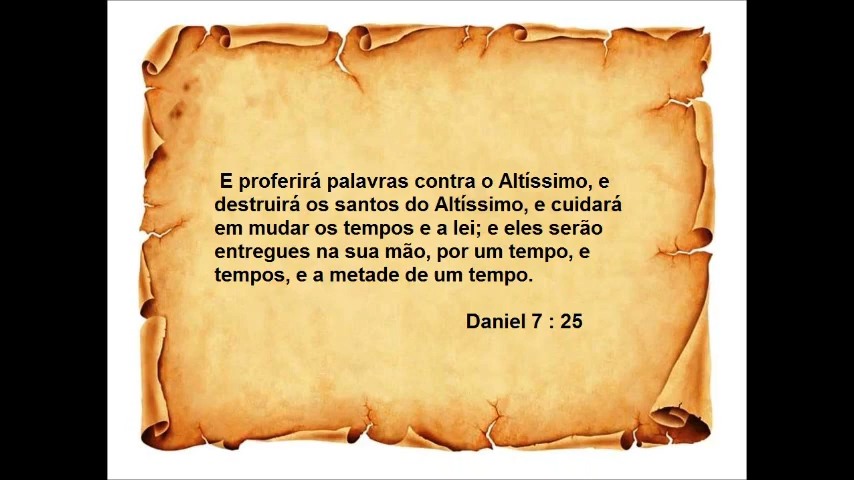 E proferirá palavras contra o Altíssimo, e
destruirá os santos do Altíssimo, e cuidará
em mudar os tempos e a lei; e eles serão
entregues na sua mão, por um tempo, e
tempos, e a metade de um tempo.
Daniel 7 : 25